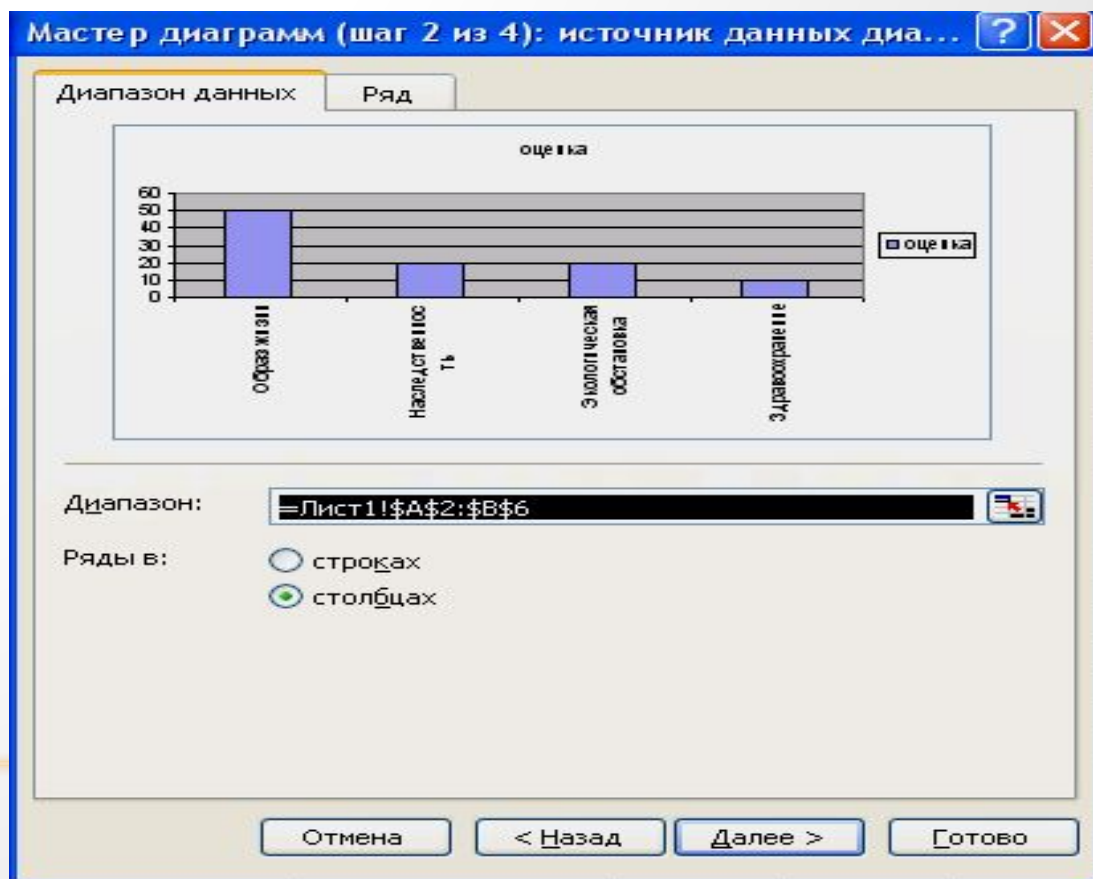 Мастер диаграмм (шаг 2 из 4): источник данных диа...
Диапазон данных
Ряд
оценка
60
50
40
30
20
10
0
оценка
Образ жизни
Наследственнос
ть
Экологическая
обстановка
Здравоохранение
Диапазон:
=Лист1!$A$2:$B$6
Ряды в:
строках
столбцах
Отмена
< Назад
Далее >
Готово